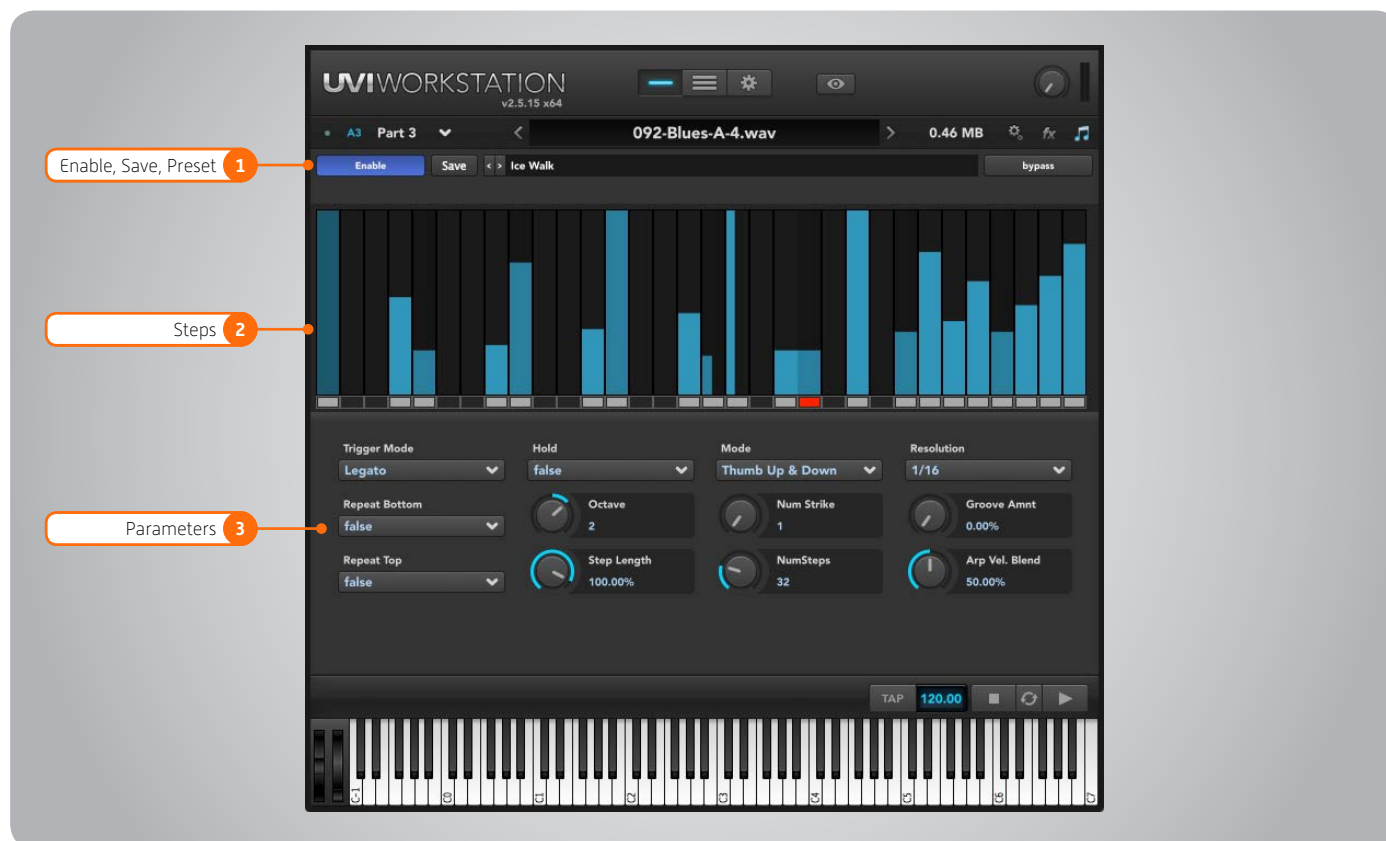 UVIWORKSTATION
v2.5.15 x64
A3 Part 3 092-Blues-A-4.wav 0.46 MB fx
Enable, Save, Preset 1
Enable Save < > Ice Walk bypass
Steps 2
Trigger Mode Hold Mode Resolution
Legato false Thumb Up & Down 1/16
Repeat Bottom Octave Num Strike Groove Amnt
false 2 1 0.00%
Parameters 3
Repeat Top Step Length NumSteps Arp Vel. Blend
false 100.00% 32 50.00%
TAP 120.00
C-1 C0 C1 C2 C3 C4 C5 C6 C7